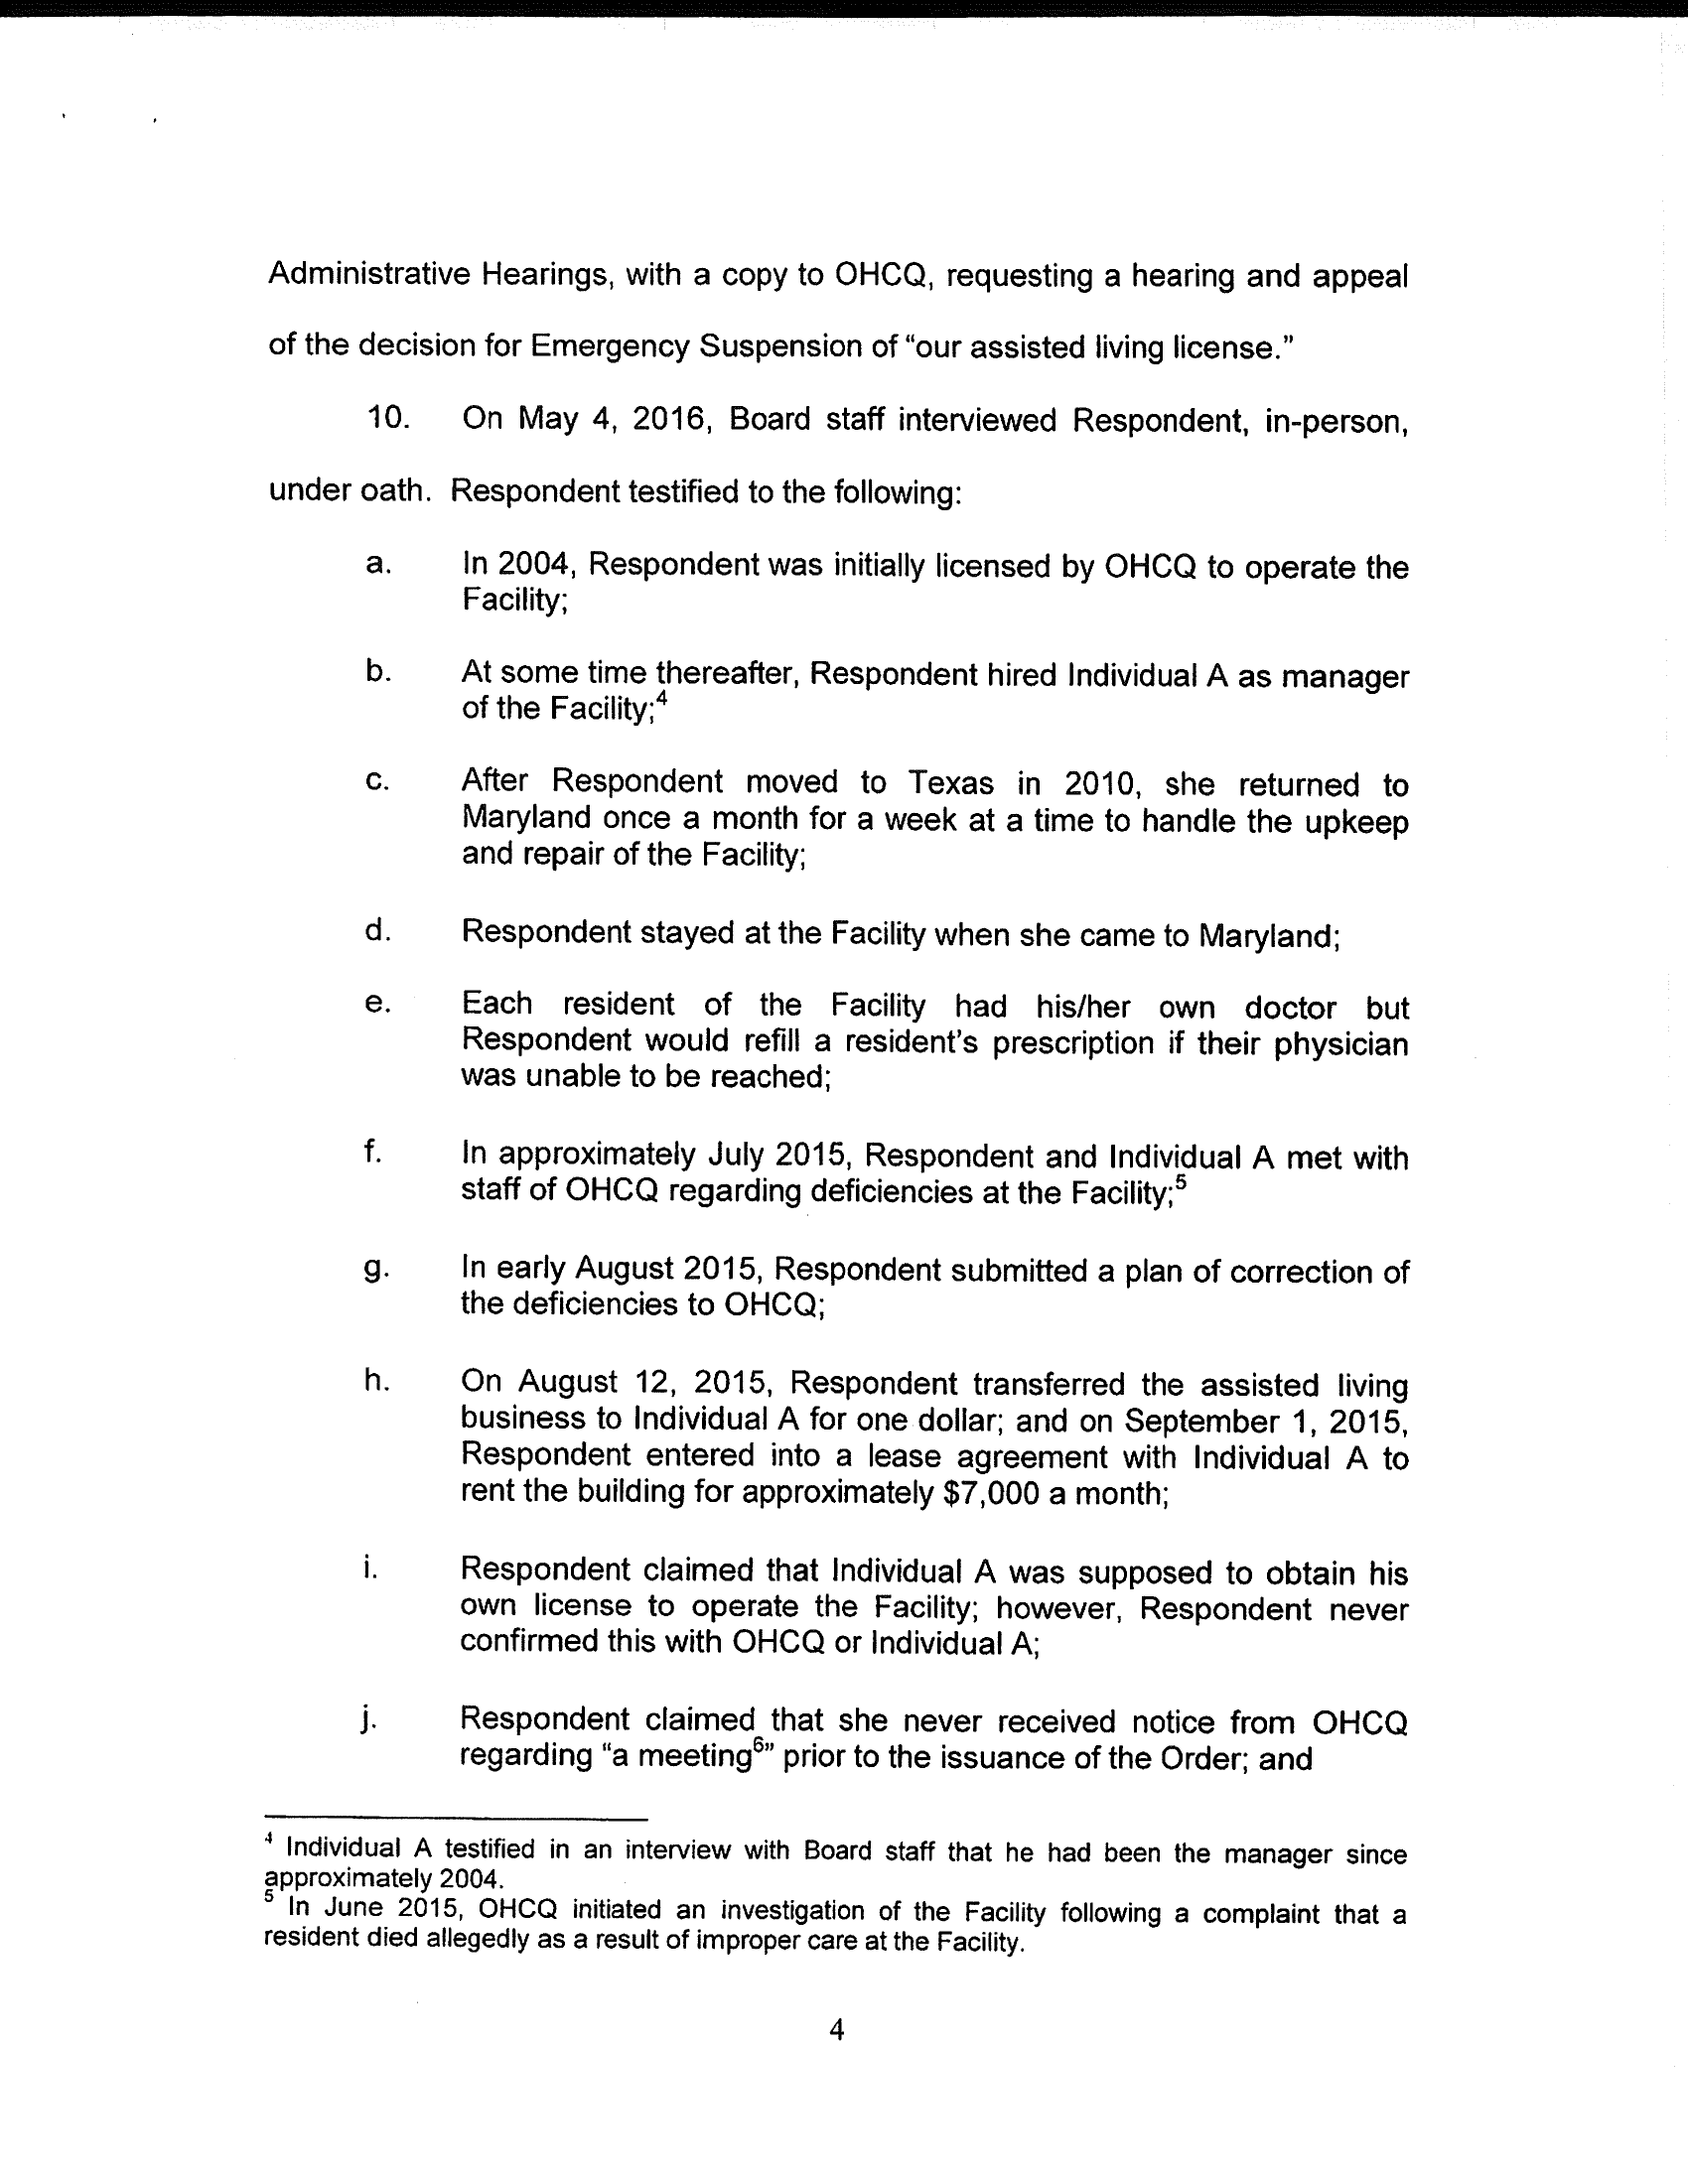 Administrative Hearings, with a copy to OHCQ, requesting a hearing and appeal
of the decision for Emergency Suspension of “our assisted living license.”
10. On May 4, 2016, Board staff interviewed Respondent, in-person,
under oath. Respondent testified to the following:
a. In 2004, Respondent was initially licensed by OHCQ to operate the
Facility;
b. At some time thereafter, Respondent hired Individual A as manager
of the Facility;⁴
c. After Respondent moved to Texas in 2010, she returned to
Maryland once a month for a week at a time to handle the upkeep
and repair of the Facility;
d. Respondent stayed at the Facility when she came to Maryland;
e. Each resident of the Facility had his/her own doctor but
Respondent would refill a resident’s prescription if their physician
was unable to be reached;
f. In approximately July 2015, Respondent and Individual A met with
staff of OHCQ regarding deficiencies at the Facility;⁵
g. In early August 2015, Respondent submitted a plan of correction of
the deficiencies to OHCQ;
h. On August 12, 2015, Respondent transferred the assisted living
business to Individual A for one dollar; and on September 1, 2015,
Respondent entered into a lease agreement with Individual A to
rent the building for approximately $7,000 a month;
i. Respondent claimed that Individual A was supposed to obtain his
own license to operate the Facility; however, Respondent never
confirmed this with OHCQ or Individual A;
j. Respondent claimed that she never received notice from OHCQ
regarding “a meeting⁶” prior to the issuance of the Order; and
⁴ Individual A testified in an interview with Board staff that he had been the manager since
approximately 2004.
⁵ In June 2015, OHCQ initiated an investigation of the Facility following a complaint that a
resident died allegedly as a result of improper care at the Facility.
4